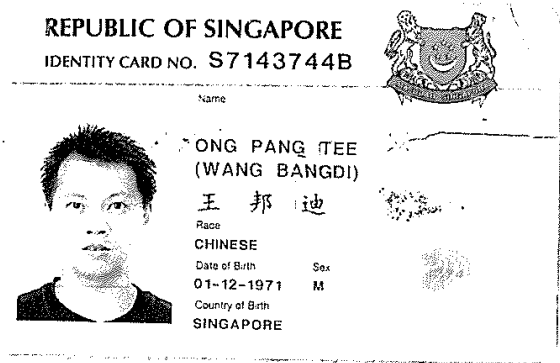 REPUBLIC OF SINGAPORE
IDENTITY CARD NO. S7143744B
Name
ONG PANG TEE
(WANG BANGDI)
王 邦 迪
Race
CHINESE
Date of Birth Sex
01-12-1971 M
Country of Birth
SINGAPORE